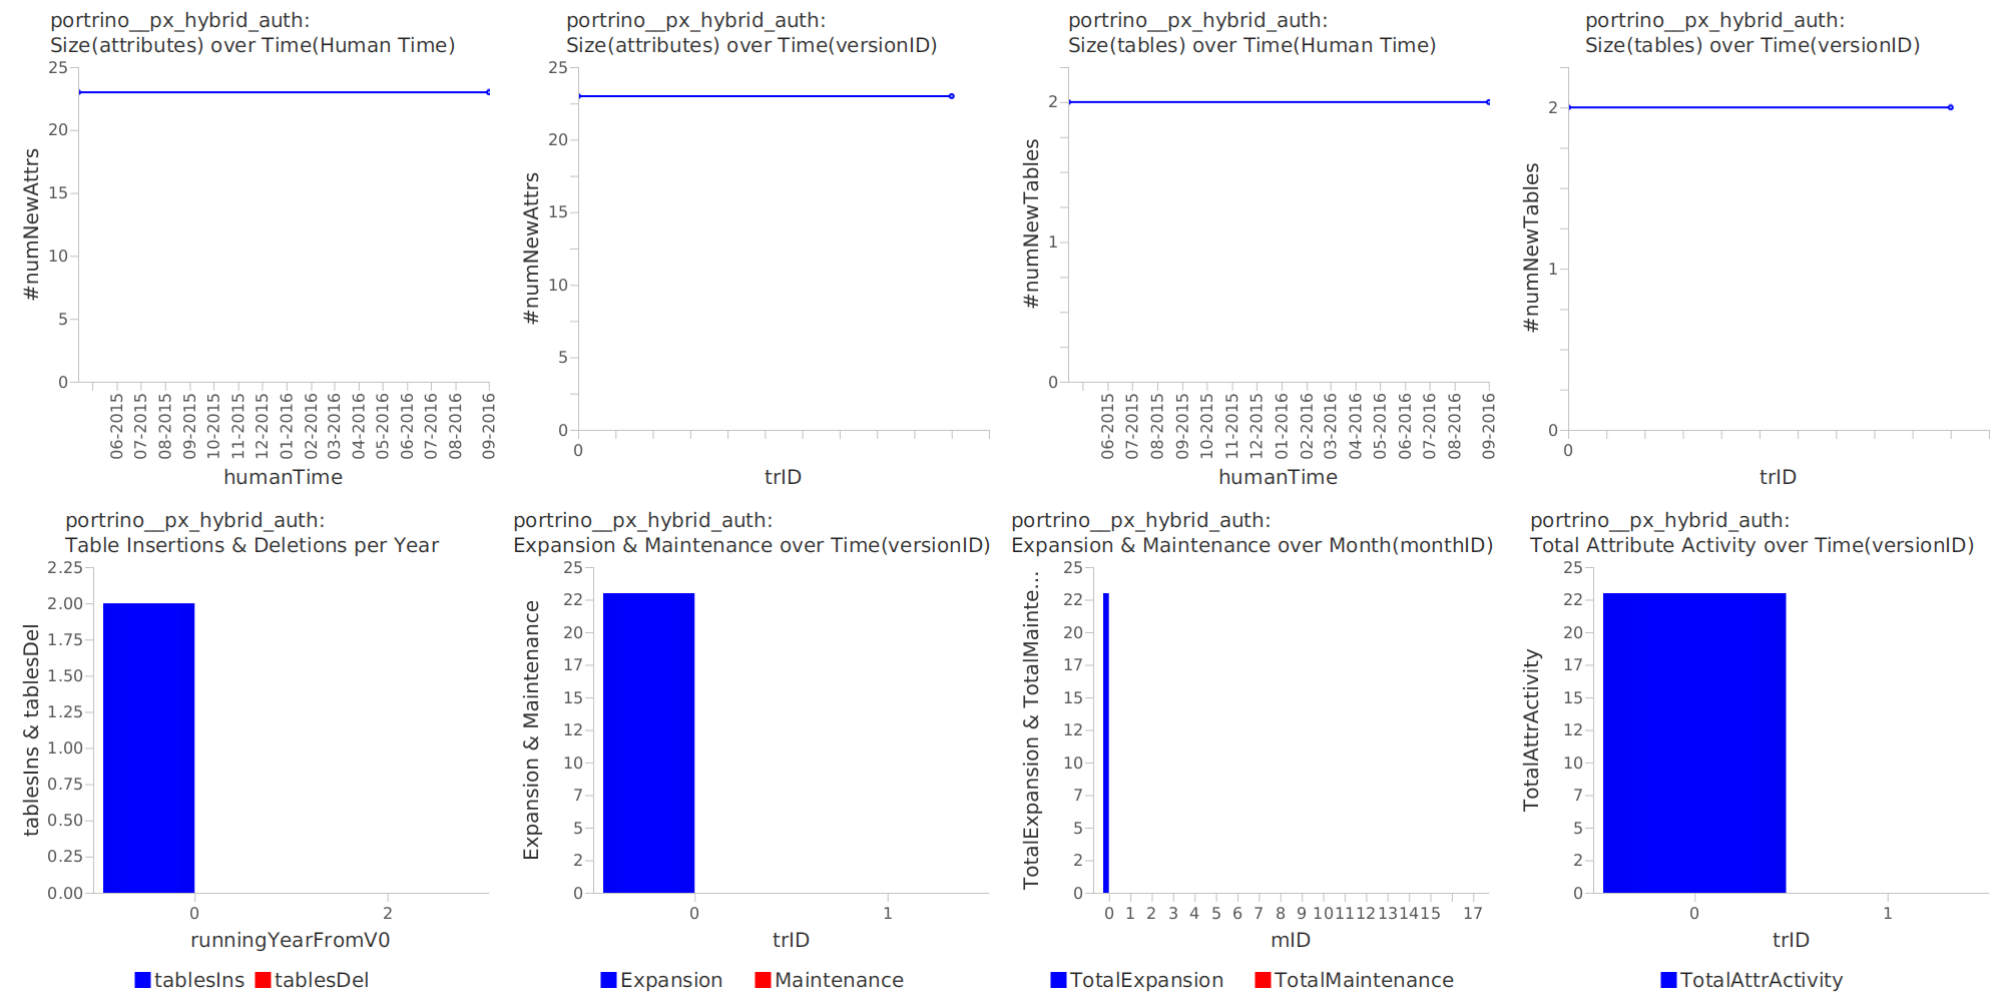 portrino__px_hybrid_auth:
Size(attributes) over Time(Human Time)
25
20
15
10
5
0
#numNewAttrs
06-2015
07-2015
08-2015
09-2015
10-2015
11-2015
12-2015
01-2016
02-2016
03-2016
04-2016
05-2016
06-2016
07-2016
08-2016
09-2016
humanTime
portrino__px_hybrid_auth:
Size(attributes) over Time(versionID)
25
20
15
10
5
0
#numNewAttrs
0
trID
portrino__px_hybrid_auth:
Size(tables) over Time(Human Time)
2
1
0
#numNewTables
06-2015
07-2015
08-2015
09-2015
10-2015
11-2015
12-2015
01-2016
02-2016
03-2016
04-2016
05-2016
06-2016
07-2016
08-2016
09-2016
humanTime
portrino__px_hybrid_auth:
Size(tables) over Time(versionID)
2
1
0
#numNewTables
0
trID
portrino__px_hybrid_auth:
Table Insertions & Deletions per Year
2.25
2.00
1.75
1.50
1.25
1.00
0.75
0.50
0.25
0.00
tablesIns & tablesDel
0 2
runningYearFromV0
tablesIns tablesDel
portrino__px_hybrid_auth:
Expansion & Maintenance over Time(versionID)
25
22
20
17
15
12
10
7
5
2
0
Expansion & Maintenance
0 1
trID
Expansion Maintenance
portrino__px_hybrid_auth:
Expansion & Maintenance over Month(monthID)
25
22
20
17
15
12
10
7
5
2
0
TotalExpansion & TotalMainte...
0 1 2 3 4 5 6 7 8 9 10 11 12 13 14 15 17
mID
TotalExpansion TotalMaintenance
portrino__px_hybrid_auth:
Total Attribute Activity over Time(versionID)
25
22
20
17
15
12
10
7
5
2
0
TotalAttrActivity
0 1
trID
TotalAttrActivity